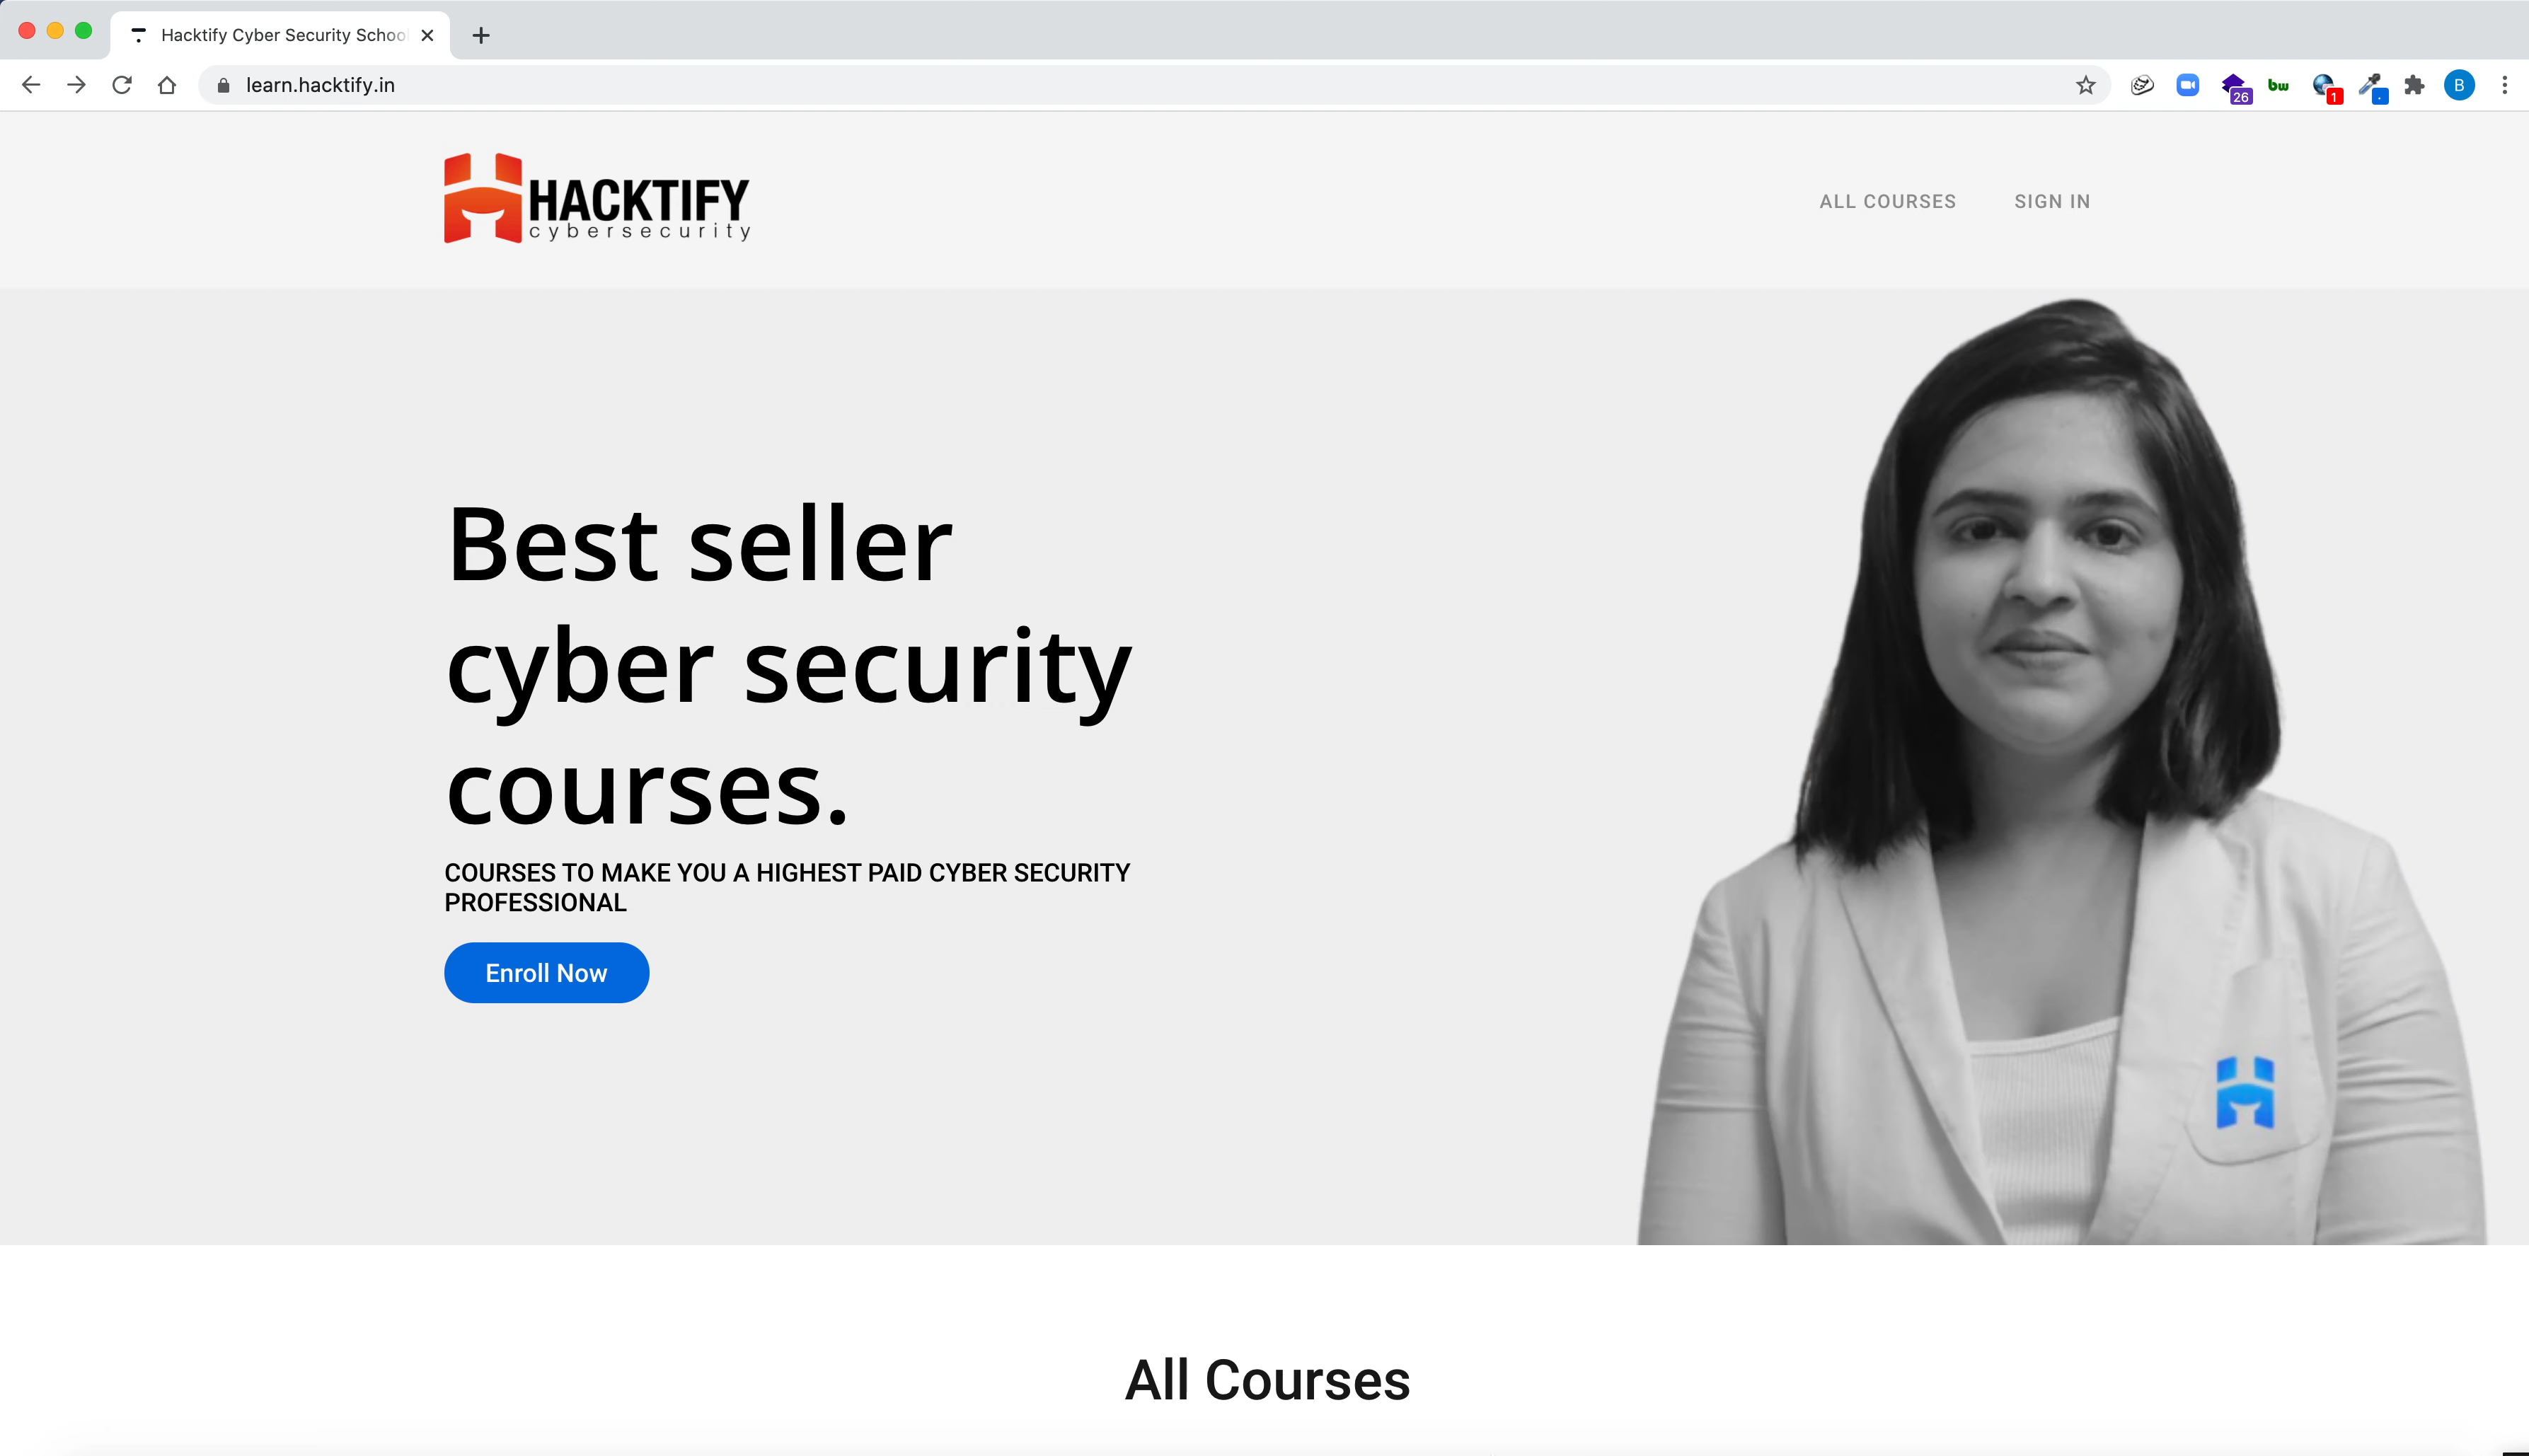 Hacktify Cyber Security School
learn.hacktify.in
26
bw
1
B
HACKTIFY
cybersecurity
ALL COURSES
SIGN IN
Best seller
cyber security
courses.
COURSES TO MAKE YOU A HIGHEST PAID CYBER SECURITY
PROFESSIONAL
Enroll Now
All Courses